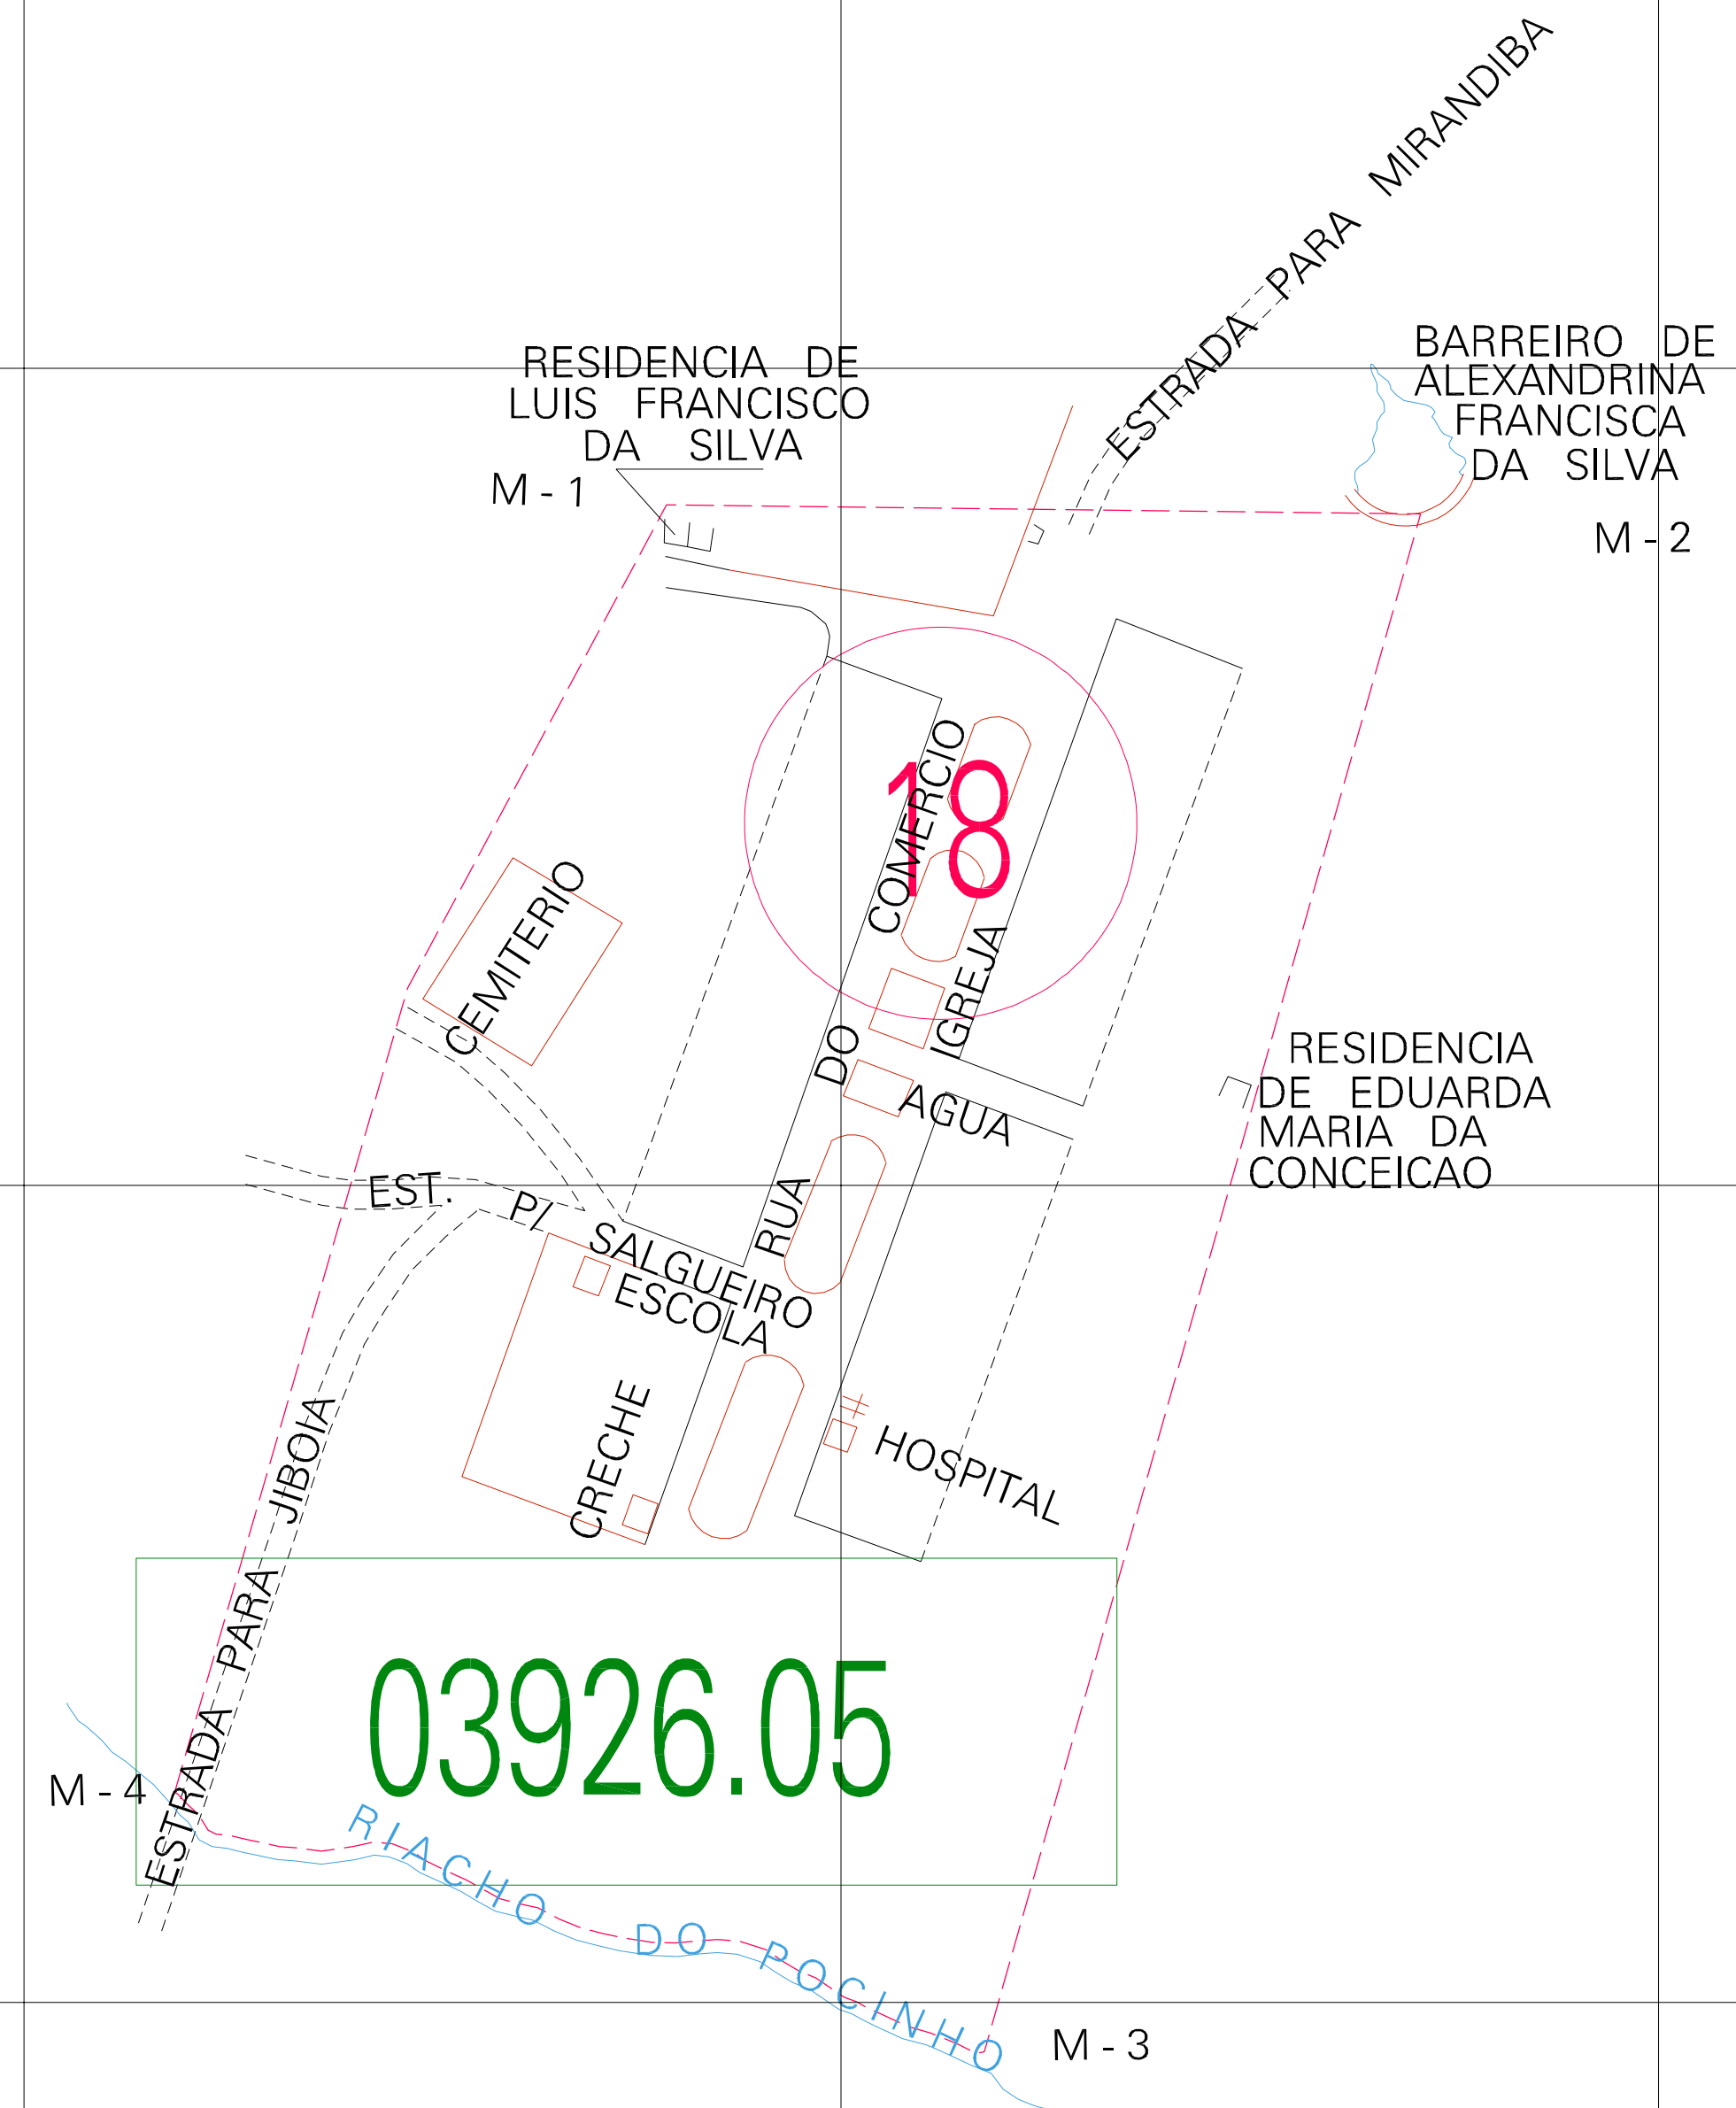 ESTRADA PARA MIRANDIBA
RESIDENCIA DE
LUIS FRANCISCO
DA SILVA
M - 1
BARREIRO DE
ALEXANDRINA
FRANCISCA
DA SILVA
M - 2
18
RUA DO COMERCIO
CEMITERIO
IGREJA
AGUA
RESIDENCIA
DE EDUARDA
MARIA DA
CONCEICAO
EST. P/ SALGUEIRO
ESCOLA
CRECHE
HOSPITAL
ESTRADA PARA JIBOIA
03926.05
M - 4
RIACHO DO POCINHO
M - 3